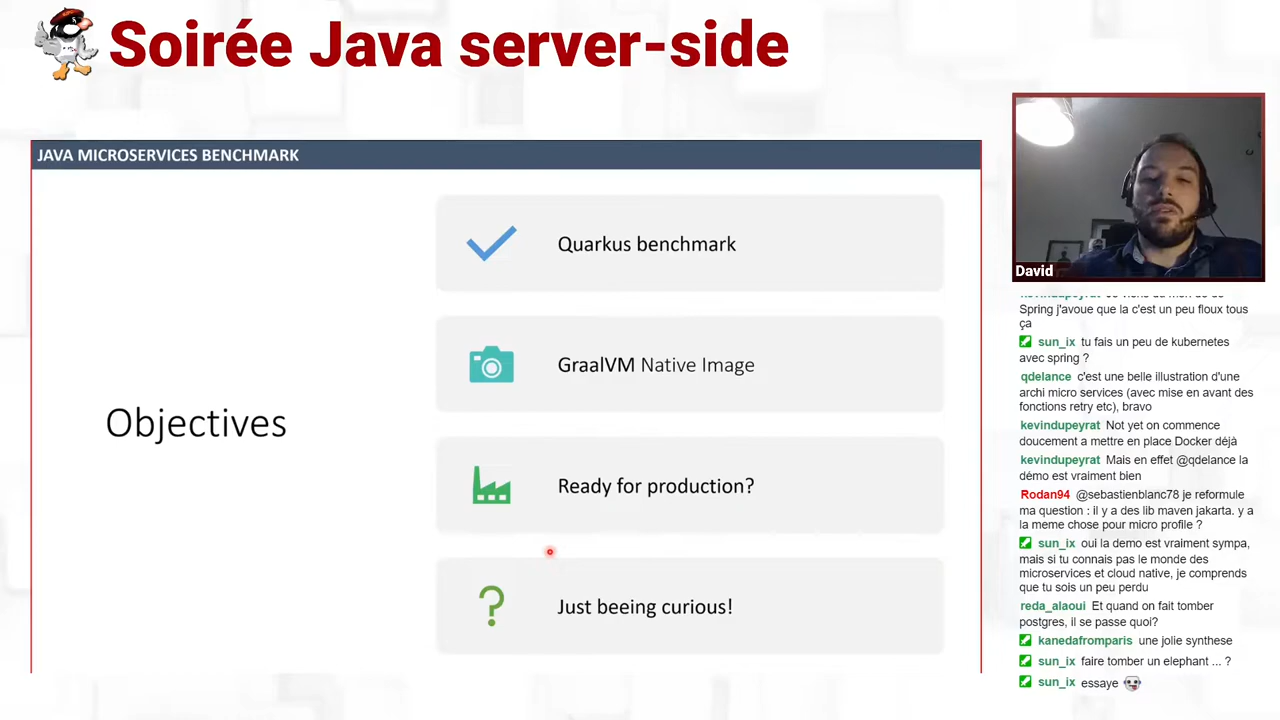 Soirée Java server-side
JAVA MICROSERVICES BENCHMARK
Objectives
Quarkus benchmark
GraalVM Native Image
Ready for production?
Just beeing curious!
David
Spring j'avoue que la c'est un peu floux tous
ça
sun_ix tu fais un peu de kubernetes
avec spring ?
qdelance c'est une belle illustration d'une
archi micro services (avec mise en avant des
fonctions retry etc), bravo
kevindupeyrat Not yet on commence
doucement a mettre en place Docker déjà
kevindupeyrat Mais en effet @qdelance la
démo est vraiment bien
Rodan94 @sebastienblanc78 je reformule
ma question : il y a des lib maven jakarta. y a
la meme chose pour micro profile ?
sun_ix oui la demo est vraiment sympa,
mais si tu connais pas le monde des
microservices et cloud native, je comprends
que tu sois un peu perdu
reda_alaoui Et quand on fait tomber
postgres, il se passe quoi?
kanedafromparis une jolie synthese
sun_ix faire tomber un elephant ... ?
sun_ix essaye